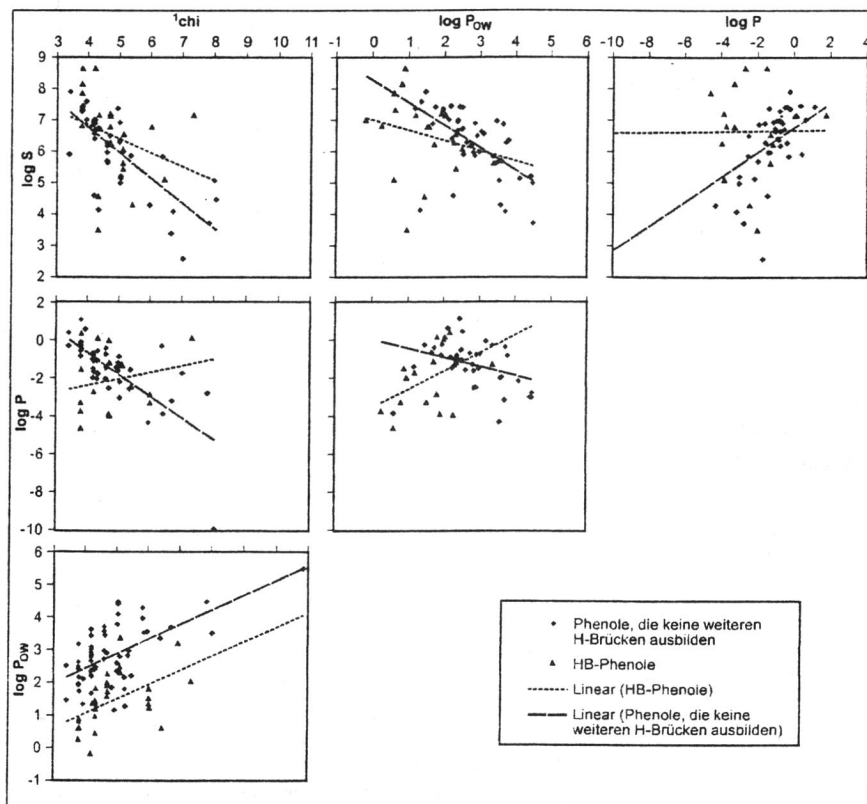 ¹chi log P_OW log P
3 4 5 6 7 8 9 10 11 -1 0 1 2 3 4 5 6 -10 -8 -6 -4 -2 0 2 4
9
8
7
6
5
4
3
2
log S
2
0
-2
-4
-6
-8
-10
log P
6
5
4
3
2
1
0
-1
log P_OW
Phenole, die keine weiteren
H-Brücken ausbilden
HB-Phenole
Linear (HB-Phenole)
Linear (Phenole, die keine
weiteren H-Brücken ausbilden)